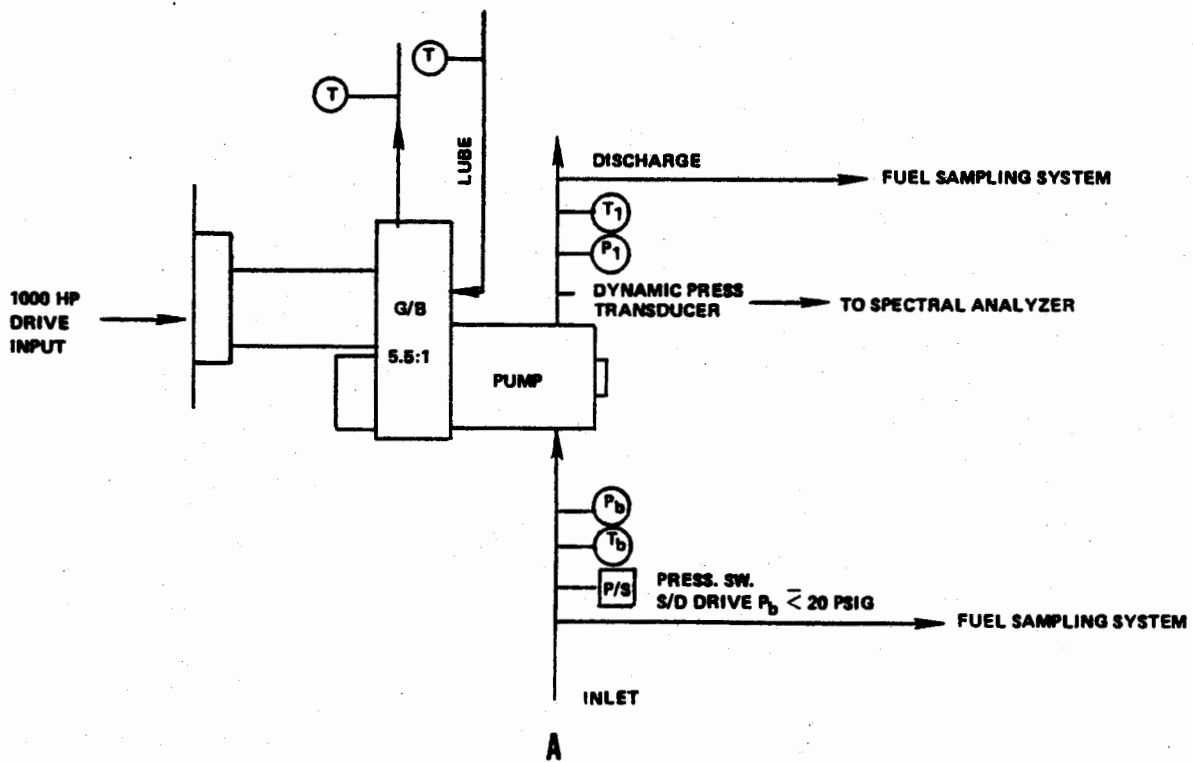 T
T
LUBE
DISCHARGE
FUEL SAMPLING SYSTEM
T1
P1
1000 HP
DRIVE
INPUT
G/B
5.5:1
DYNAMIC PRESS
TRANSDUCER
TO SPECTRAL ANALYZER
PUMP
Pb
Tb
P/S
PRESS. SW.
S/D DRIVE Pb ⋜ 20 PSIG
FUEL SAMPLING SYSTEM
INLET
A